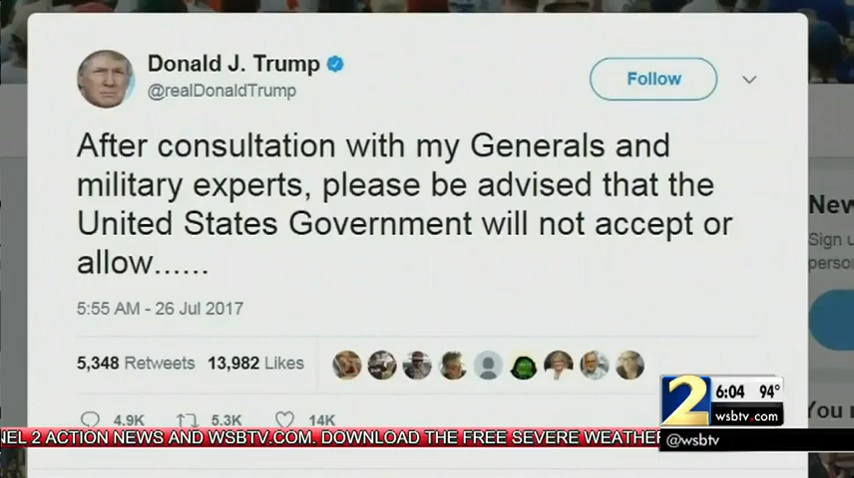 Donald J. Trump
@realDonaldTrump
Follow
After consultation with my Generals and
military experts, please be advised that the
United States Government will not accept or
allow......
5:55 AM - 26 Jul 2017
5,348 Retweets 13,982 Likes
4.9K 5.3K 14K
New
Sign u
perso
You
NEL 2 ACTION NEWS AND WSBTV.COM. DOWNLOAD THE FREE SEVERE WEATHER
2 6:04 94°
wsbtv.com
@wsbtv